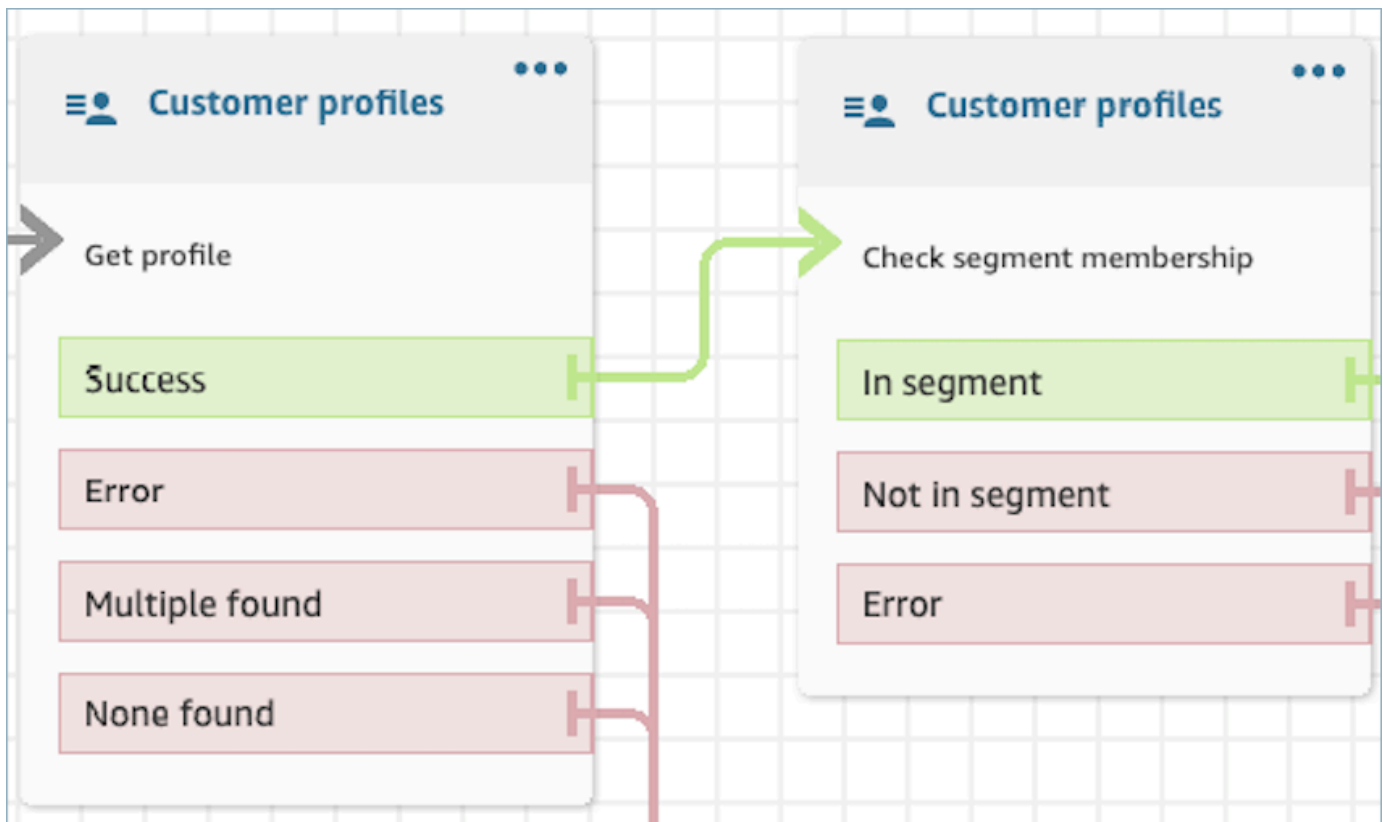 Customer profiles
Get profile
Success
Error
Multiple found
None found
Customer profiles
Check segment membership
In segment
Not in segment
Error